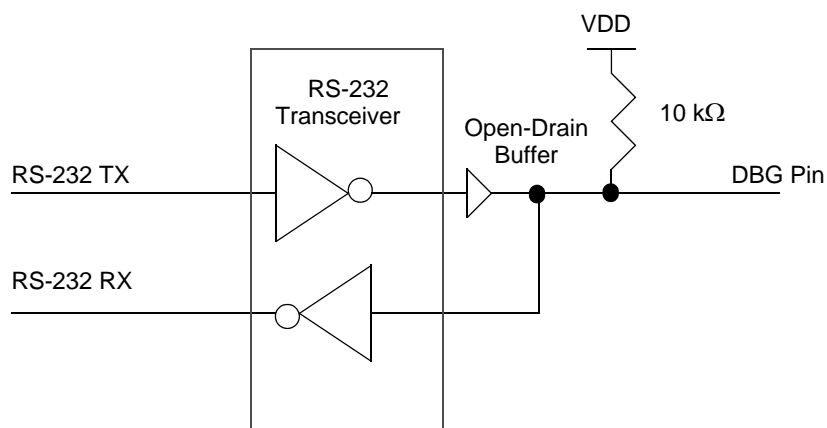 VDD
RS-232
Transceiver
10 kΩ
Open-Drain
Buffer
RS-232 TX
DBG Pin
RS-232 RX